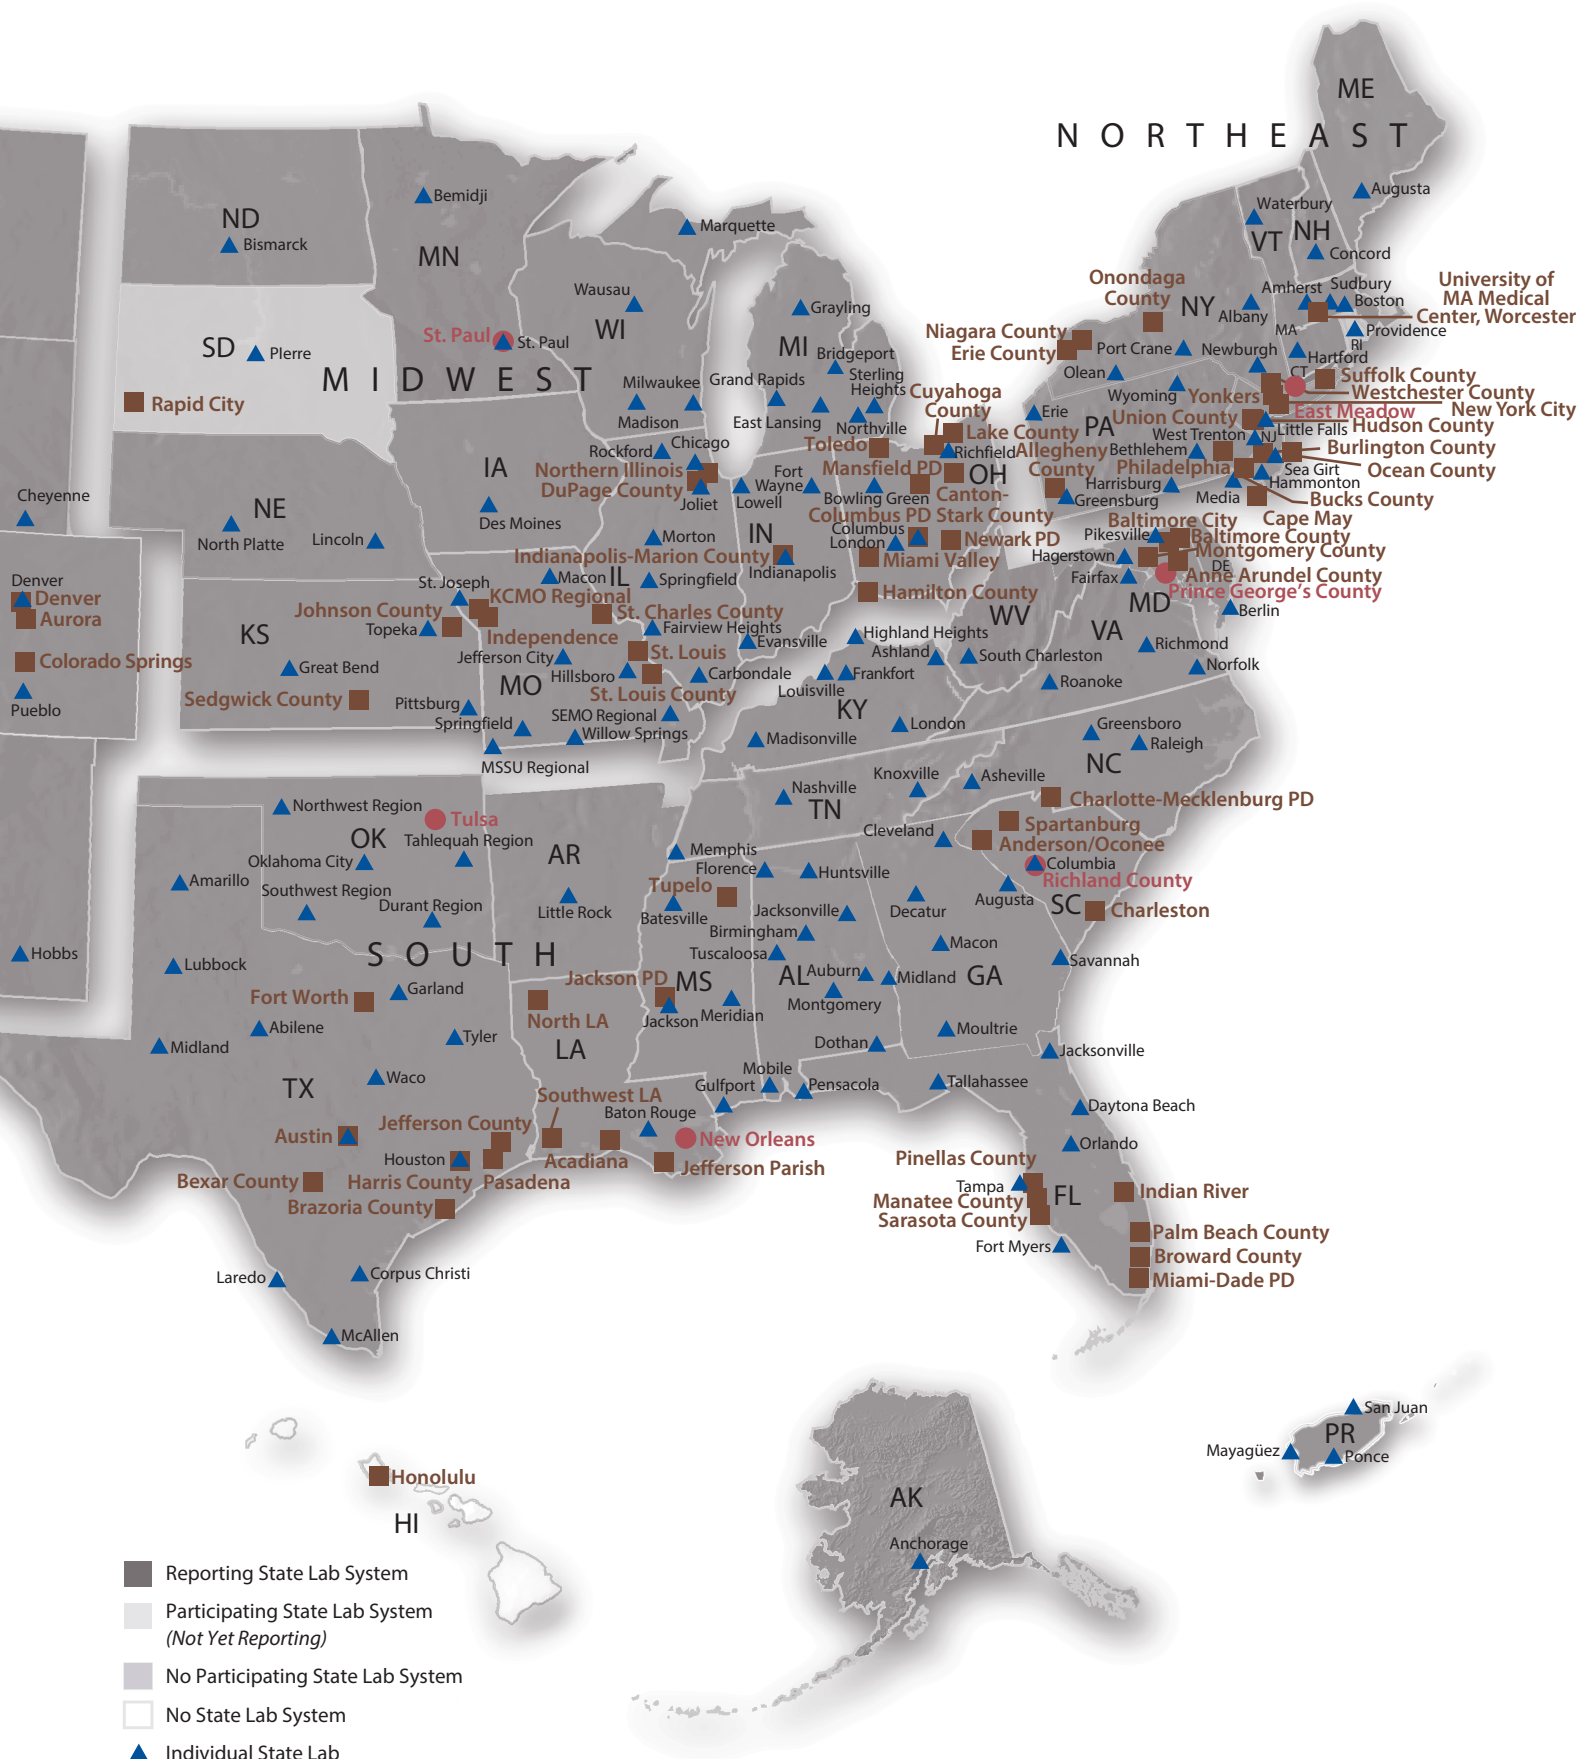 ME
NORTHEAST
Augusta
Waterbury
VT
NH
Concord
Bemidji
ND
Bismarck
MN
Marquette
Onondaga
County
NY
Albany
Amherst
Sudbury
Boston
University of
MA Medical
Center, Worcester
MA
Providence
RI
Hartford
CT
Wausau
WI
Grayling
MI
Niagara County
Erie County
Port Crane
Newburgh
Olean
Wyoming
Suffolk County
Westchester County
Yonkers
East Meadow
New York City
St. Paul
St. Paul
SD
PIerre
MIDWEST
Rapid City
Bridgeport
Sterling
Heights
Milwaukee
Grand Rapids
Madison
East Lansing
Northville
Cuyahoga
County
Erie
PA
Union County
Little Falls
Hudson County
West Trenton
NJ
Toledo
Lake County
Richfield
Allegheny
County
Bethlehem
Burlington County
Ocean County
Rockford
Chicago
IA
Northern Illinois
DuPage County
Joliet
Lowell
Fort
Wayne
Mansfield PD
OH
Bowling Green
Canton-
Stark County
Philadelphia
Harrisburg
Greensburg
Media
Sea Girt
Hammonton
Bucks County
Cape May
Cheyenne
NE
North Platte
Lincoln
Des Moines
Morton
IN
Columbus PD
Columbus
London
Newark PD
Baltimore City
Pikesville
Baltimore County
Indianapolis-Marion County
Indianapolis
Miami Valley
Hagerstown
Montgomery County
DE
Fairfax
Anne Arundel County
Prince George's County
MD
Berlin
Denver
Denver
Aurora
St. Joseph
Macon
IL
Springfield
Hamilton County
KCMO Regional
St. Charles County
Johnson County
KS
Topeka
Independence
Fairview Heights
Evansville
Highland Heights
WV
VA
Richmond
Colorado Springs
Great Bend
Jefferson City
St. Louis
Ashland
South Charleston
Norfolk
Pueblo
Sedgwick County
MO
Hillsboro
Carbondale
Louisville
Frankfort
Roanoke
St. Louis County
KY
Pittsburg
Springfield
SEMO Regional
Willow Springs
London
Greensboro
Madisonville
Raleigh
MSSU Regional
NC
Nashville
Knoxville
Asheville
TN
Charlotte-Mecklenburg PD
Northwest Region
Tulsa
OK
Tahlequah Region
AR
Cleveland
Spartanburg
Anderson/Oconee
Oklahoma City
Memphis
Florence
Huntsville
Columbia
Richland County
Amarillo
Southwest Region
Durant Region
Little Rock
Tupelo
Batesville
Jacksonville
Decatur
Augusta
SC
Charleston
Birmingham
Macon
Hobbs
Lubbock
SOUTH
Tuscaloosa
Savannah
Jackson PD
MS
AL
Auburn
Midland
GA
Garland
Fort Worth
North LA
Jackson
Meridian
Montgomery
Abilene
Tyler
Moultrie
Midland
LA
Dothan
Jacksonville
TX
Waco
Mobile
Gulfport
Pensacola
Tallahassee
Southwest LA
Baton Rouge
Daytona Beach
Jefferson County
Austin
New Orleans
Orlando
Houston
Acadiana
Jefferson Parish
Pinellas County
Bexar County
Harris County
Pasadena
Tampa
Brazoria County
Manatee County
Sarasota County
FL
Indian River
Palm Beach County
Fort Myers
Broward County
Miami-Dade PD
Laredo
Corpus Christi
McAllen
San Juan
PR
Mayagüez
Ponce
Honolulu
HI
AK
Anchorage
Reporting State Lab System
Participating State Lab System
(Not Yet Reporting)
No Participating State Lab System
No State Lab System
Individual State Lab